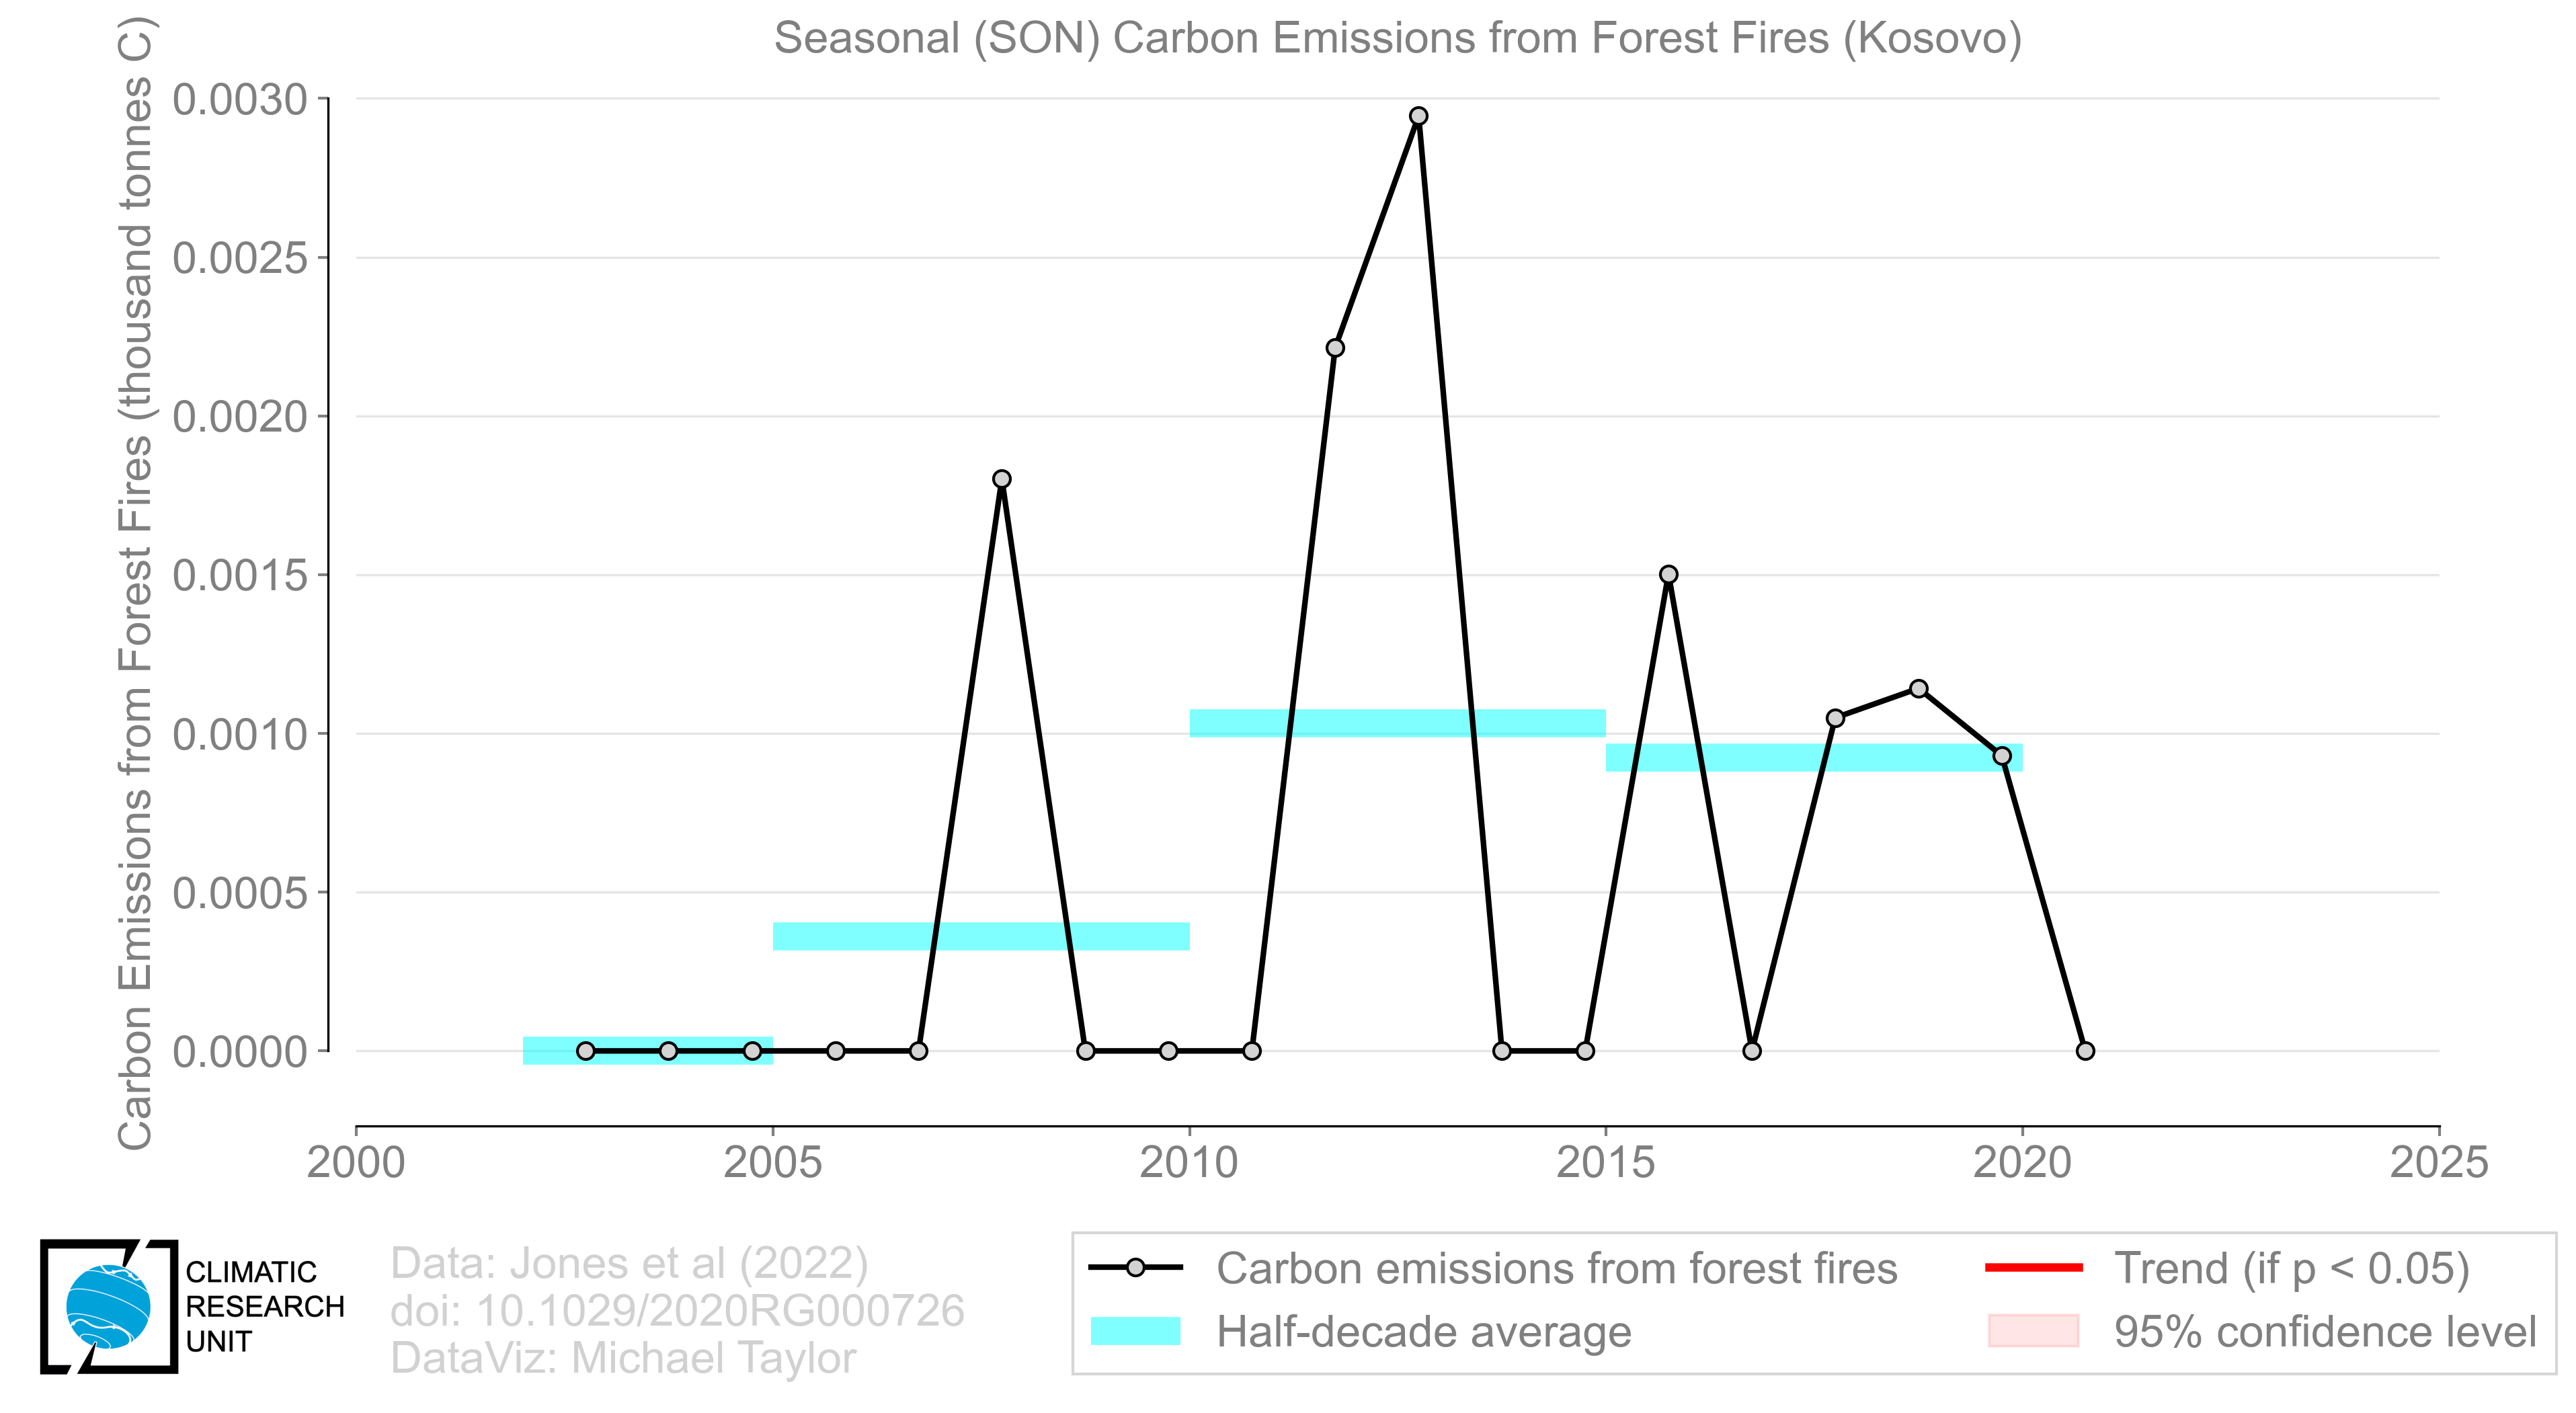 Seasonal (SON) Carbon Emissions from Forest Fires (Kosovo)
Carbon Emissions from Forest Fires (thousand tonnes C)
0.0030
0.0025
0.0020
0.0015
0.0010
0.0005
0.0000
2000 2005 2010 2015 2020 2025
CLIMATIC
RESEARCH
UNIT
Data: Jones et al (2022)
doi: 10.1029/2020RG000726
DataViz: Michael Taylor
Carbon emissions from forest fires
Half-decade average
Trend (if p < 0.05)
95% confidence level